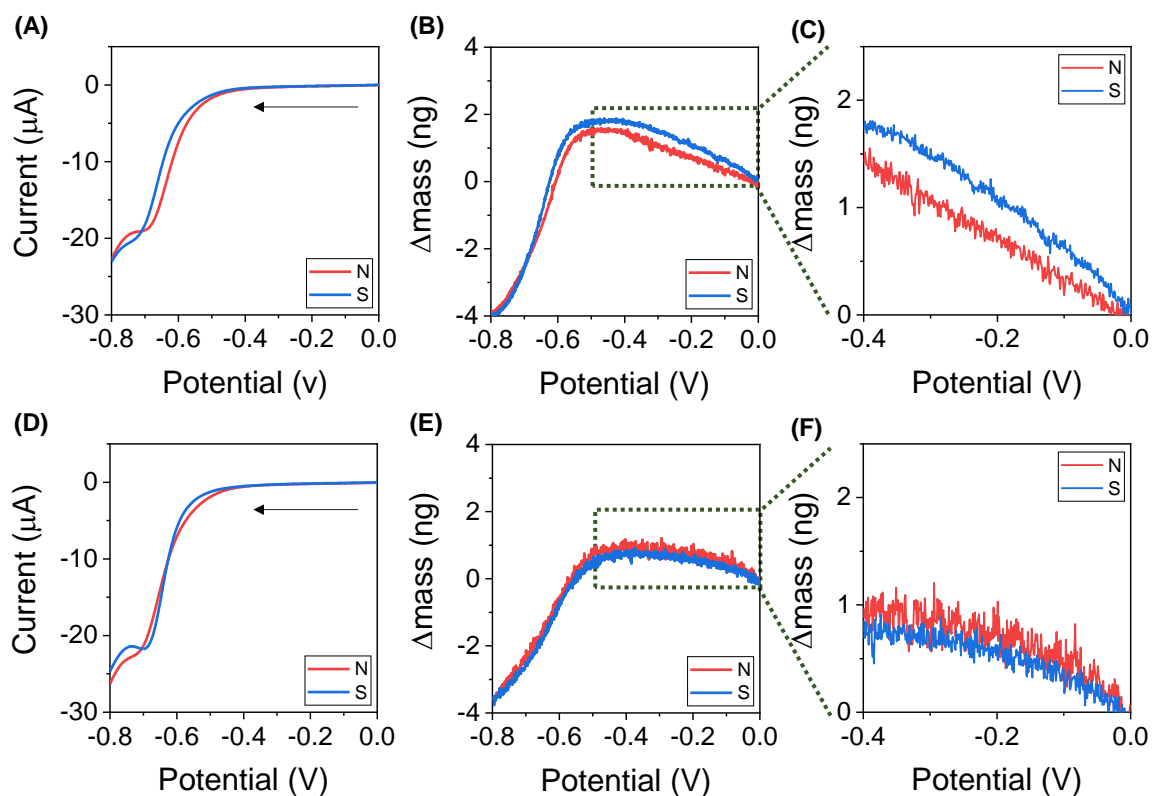 (A)
Current (μA)
0
-10
-20
-30
-0.8 -0.6 -0.4 -0.2 0.0
Potential (v)
N
S
(B)
Δmass (ng)
4
2
0
2
-4
-0.8 -0.6 -0.4 -0.2 0.0
Potential (V)
N
S
(C)
Δmass (ng)
2
1
0
-0.4 -0.2 0.0
Potential (V)
N
S
(D)
Current (μA)
0
-10
-20
-30
-0.8 -0.6 -0.4 -0.2 0.0
Potential (V)
N
S
(E)
Δmass (ng)
4
2
0
-2
-4
-0.8 -0.6 -0.4 -0.2 0.0
Potential (V)
N
S
(F)
Δmass (ng)
2
1
0
-0.4 -0.2 0.0
Potential (V)
N
S